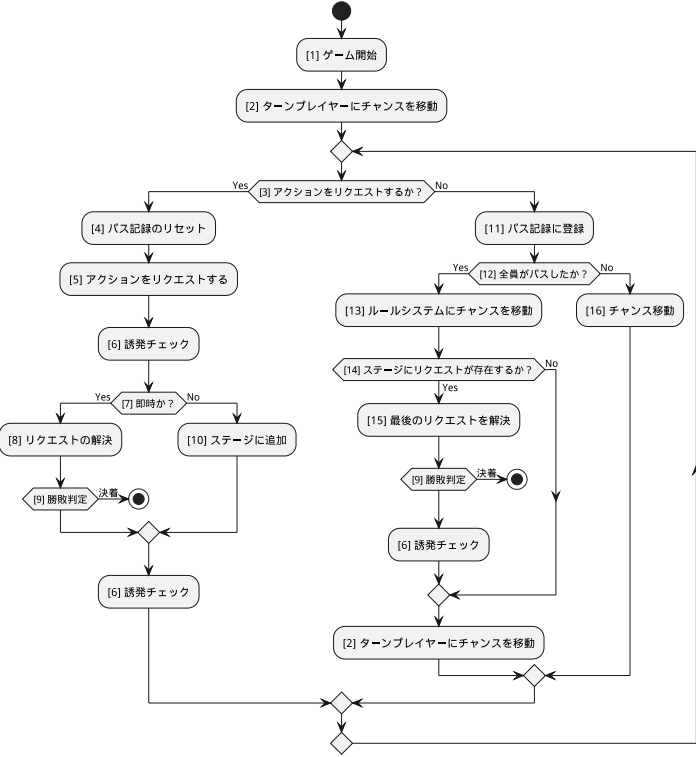 [1] ゲーム開始
[2] ターンプレイヤーにチャンスを移動
[3] アクションをリクエストするか？
Yes
No
[4] パス記録のリセット
[5] アクションをリクエストする
[6] 誘発チェック
[7] 即時か？
Yes
No
[8] リクエストの解決
[10] ステージに追加
[9] 勝敗判定
決着
[6] 誘発チェック
[11] パス記録に登録
[12] 全員がパスしたか？
Yes
No
[13] ルールシステムにチャンスを移動
[16] チャンス移動
[14] ステージにリクエストが存在するか？
No
Yes
[15] 最後のリクエストを解決
[9] 勝敗判定
決着
[6] 誘発チェック
[2] ターンプレイヤーにチャンスを移動